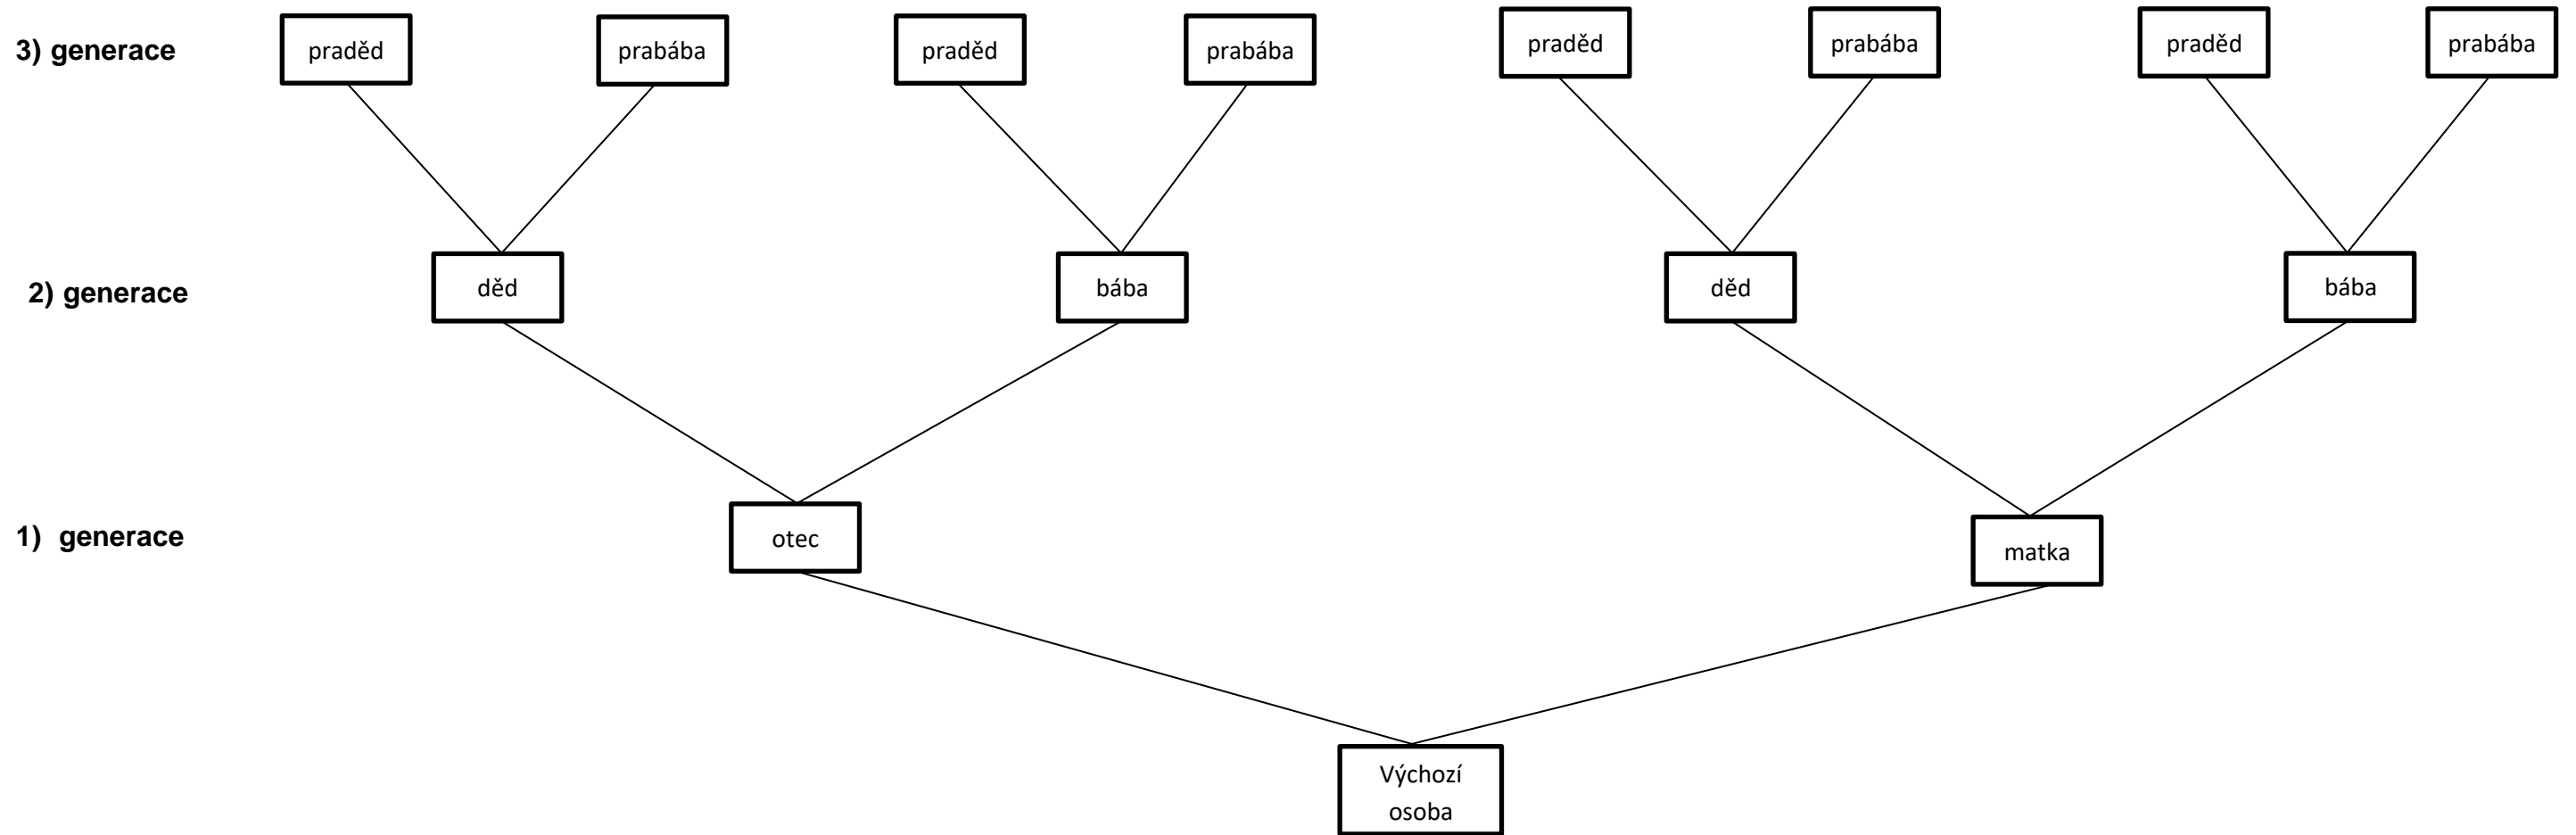 3) generace praděd prabába praděd prabába praděd prabába praděd prabába
2) generace děd bába děd bába
1) generace otec matka
Výchozí
osoba